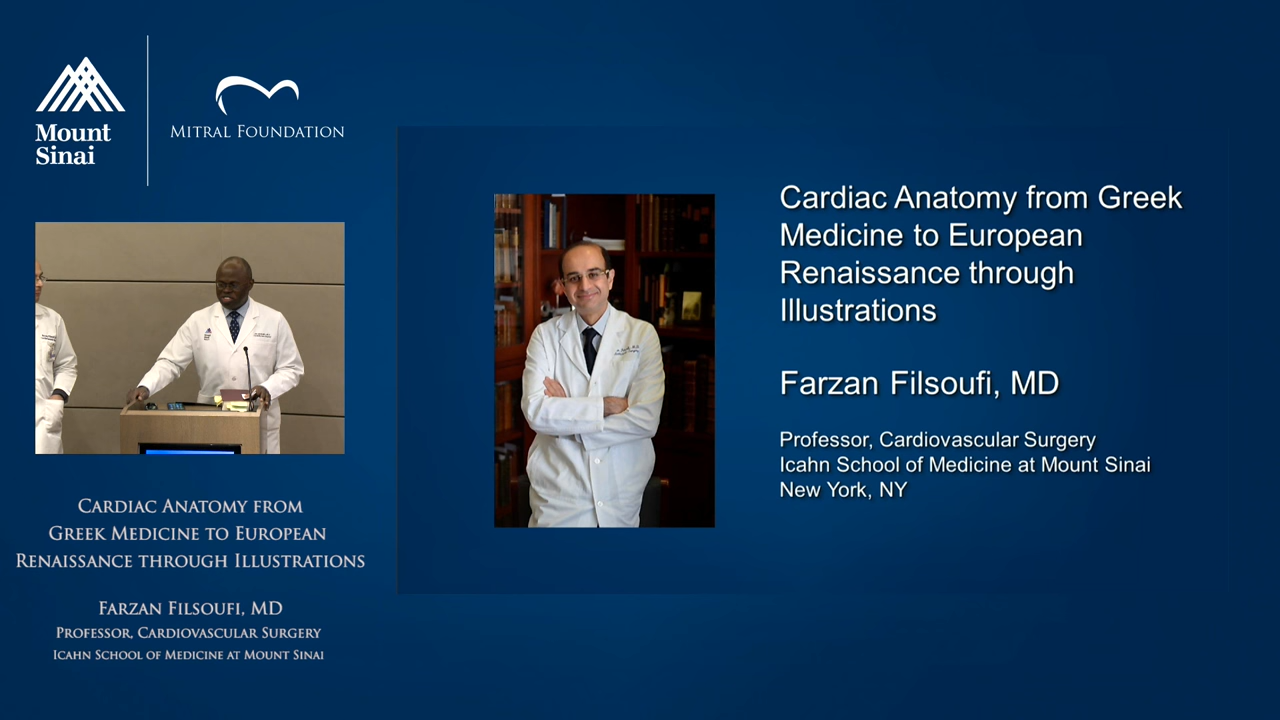 Mount
Sinai
MITRAL FOUNDATION
CARDIAC ANATOMY FROM
GREEK MEDICINE TO EUROPEAN
RENAISSANCE THROUGH ILLUSTRATIONS
FARZAN FILSOUFI, MD
PROFESSOR, CARDIOVASCULAR SURGERY
ICAHN SCHOOL OF MEDICINE AT MOUNT SINAI
Cardiac Anatomy from Greek
Medicine to European
Renaissance through
Illustrations
Farzan Filsoufi, MD
Professor, Cardiovascular Surgery
Icahn School of Medicine at Mount Sinai
New York, NY